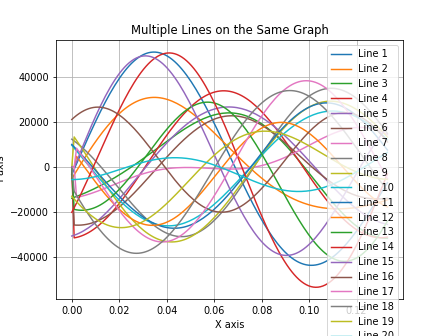 Multiple Lines on the Same Graph
40000
20000
0
−20000
−40000
0.00 0.02 0.04 0.06 0.08 0.10
X axis
axis
Line 1
Line 2
Line 3
Line 4
Line 5
Line 6
Line 7
Line 8
Line 9
Line 10
Line 11
Line 12
Line 13
Line 14
Line 15
Line 16
Line 17
Line 18
Line 19
Line 20